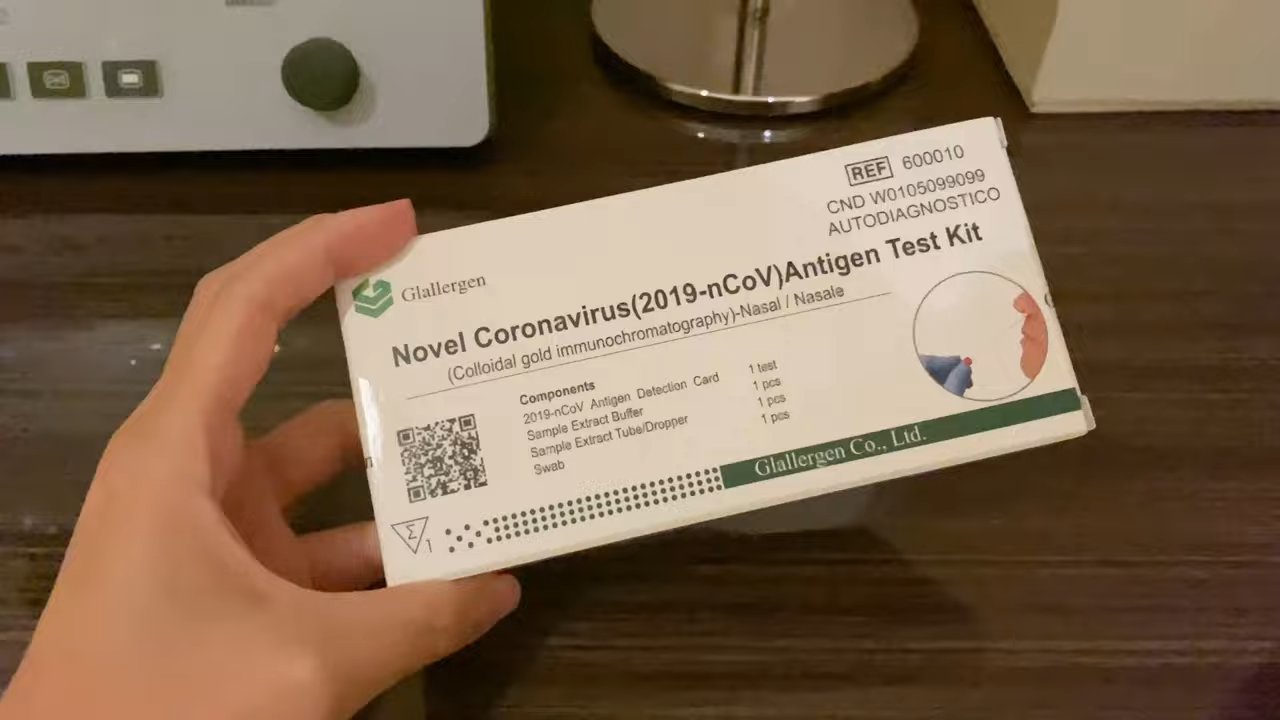 REF 600010
CND W0105099099
AUTODIAGNOSTICO
Glallergen
Novel Coronavirus(2019-nCoV)Antigen Test Kit
(Colloidal gold immunochromatography)-Nasal / Nasale
Components
2019-nCoV Antigen Detection Card 1 test
Sample Extract Buffer 1 pcs
Sample Extract Tube/Dropper 1 pcs
Swab 1 pcs
Glallergen Co., Ltd.
Σ 1